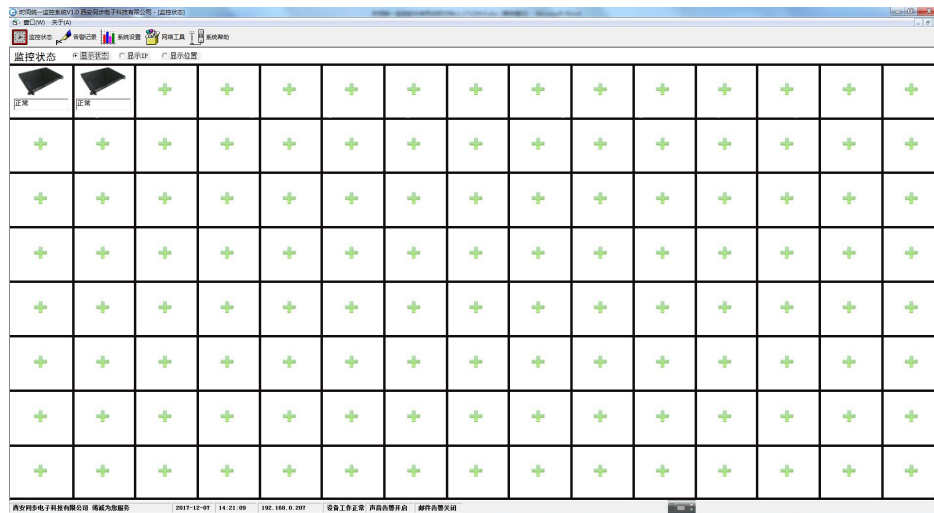 时间统一监控系统V1.0 西安同步电子科技有限公司 - [监控状态]
窗口(W) 关于(A)
监控状态 告警记录 系统设置 网络工具 系统帮助
监控状态 显示状态 显示IP 显示位置
正常 正常
西安同步电子科技有限公司 竭诚为您服务 2017-12-07 14:21:09 192.168.0.207 设备工作正常 声音告警开启 邮件告警关闭